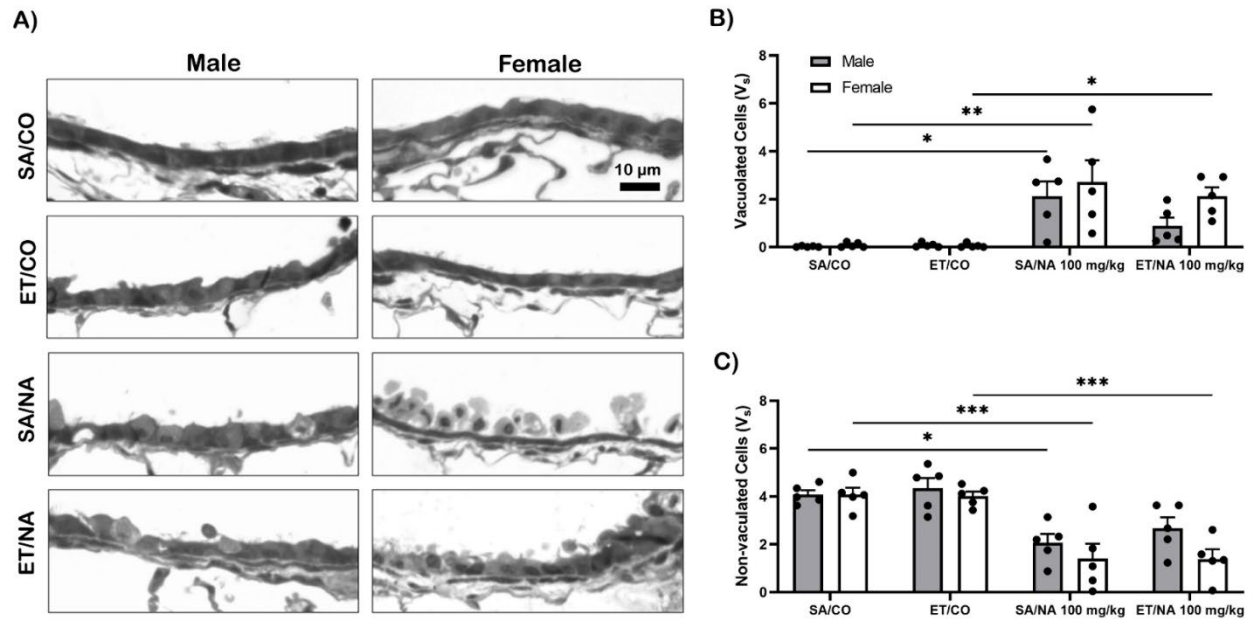 A)
Male
Female
SA/CO
10 µm
ET/CO
SA/NA
ET/NA
B)
Vacuolated Cells (Vs)
8
6
4
2
0
Male
Female
*
**
*
SA/CO
ET/CO
SA/NA 100 mg/kg
ET/NA 100 mg/kg
C)
Non-vaculated Cells (Vs)
8
6
4
2
0
***
***
*
SA/CO
ET/CO
SA/NA 100 mg/kg
ET/NA 100 mg/kg